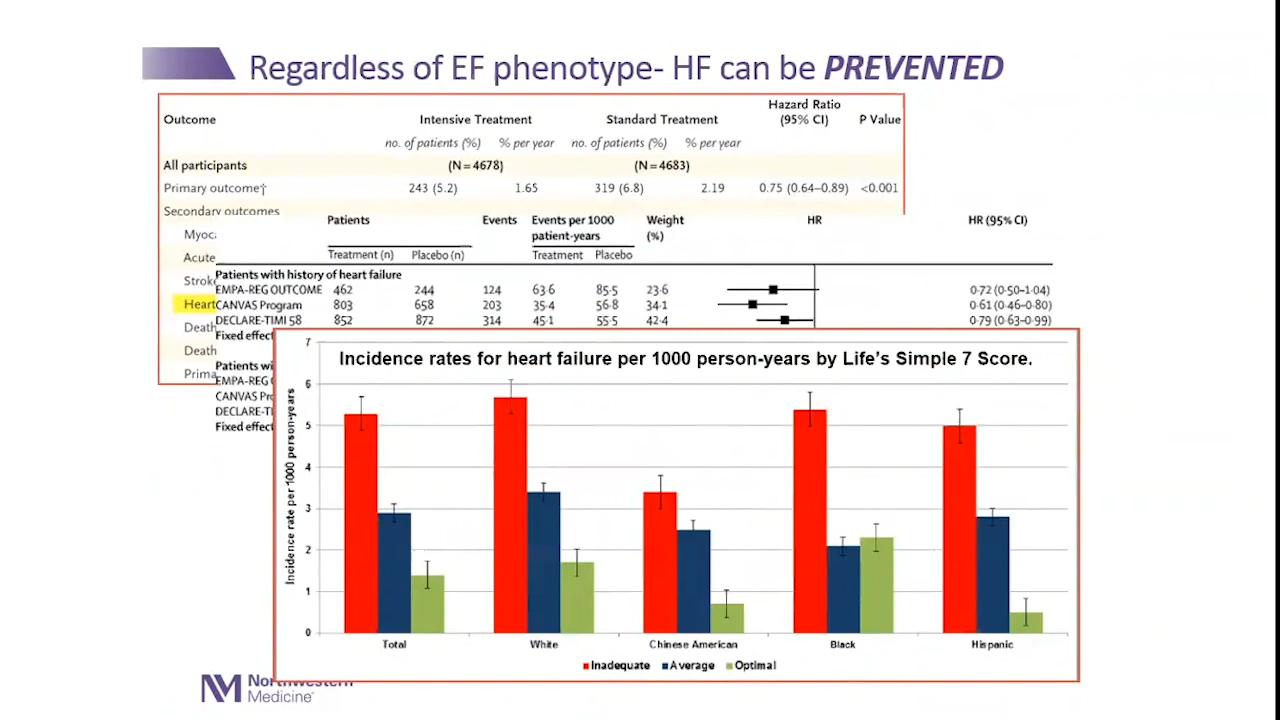 Regardless of EF phenotype- HF can be PREVENTED
Outcome Intensive Treatment Standard Treatment Hazard Ratio (95% CI) P Value
no. of patients (%) % per year no. of patients (%) % per year
All participants (N = 4678) (N = 4683)
Primary outcome† 243 (5.2) 1.65 319 (6.8) 2.19 0.75 (0.64–0.89) <0.001
Secondary outcomes
Acute
Heart
Death
Death
Patients Events Events per 1000 patient-years Weight (%) HR HR (95% CI)
Treatment (n) Placebo (n) Treatment Placebo
Patients with history of heart failure
EMPA-REG OUTCOME 462 244 124 63·6 85·5 23·6 0·72 (0·50–1·04)
CANVAS Program 803 658 203 35·4 56·8 34·1 0·61 (0·46–0·80)
DECLARE-TIMI 58 852 872 314 45·1 55·5 42·4 0·79 (0·63–0·99)
Fixed effect
Patients wi
EMPA-REG
CANVAS Pr
DECLARE-TI
Fixed effect
Incidence rates for heart failure per 1000 person-years by Life's Simple 7 Score.
Incidence rate per 1000 person-years
7
6
5
4
3
2
1
0
Total White Chinese American Black Hispanic
Inadequate Average Optimal
Northwestern
Medicine